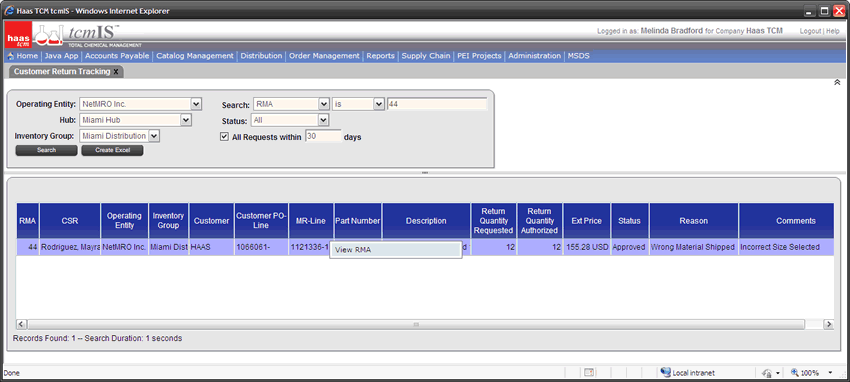 Haas TCM tcmIS - Windows Internet Explorer
haas tcm tcmIS™
TOTAL CHEMICAL MANAGEMENT
Logged in as: Melinda Bradford for Company Haas TCM Logout | Help
Home | Java App | Accounts Payable | Catalog Management | Distribution | Order Management | Reports | Supply Chain | PEI Projects | Administration | MSDS
Customer Return Tracking X
Operating Entity: NetMRO Inc. Search: RMA is 44
Hub: Miami Hub Status: All
Inventory Group: Miami Distribution All Requests within 30 days
Search Create Excel
RMA CSR Operating Entity Inventory Group Customer Customer PO-Line MR-Line Part Number Description Return Quantity Requested Return Quantity Authorized Ext Price Status Reason Comments
44 Rodriguez, Mayra NetMRO Inc. Miami Dist HAAS 1066061- 1121336-1 View RMA d 12 12 155.28 USD Approved Wrong Material Shipped Incorrect Size Selected
Records Found: 1 -- Search Duration: 1 seconds
Done Local intranet 100%